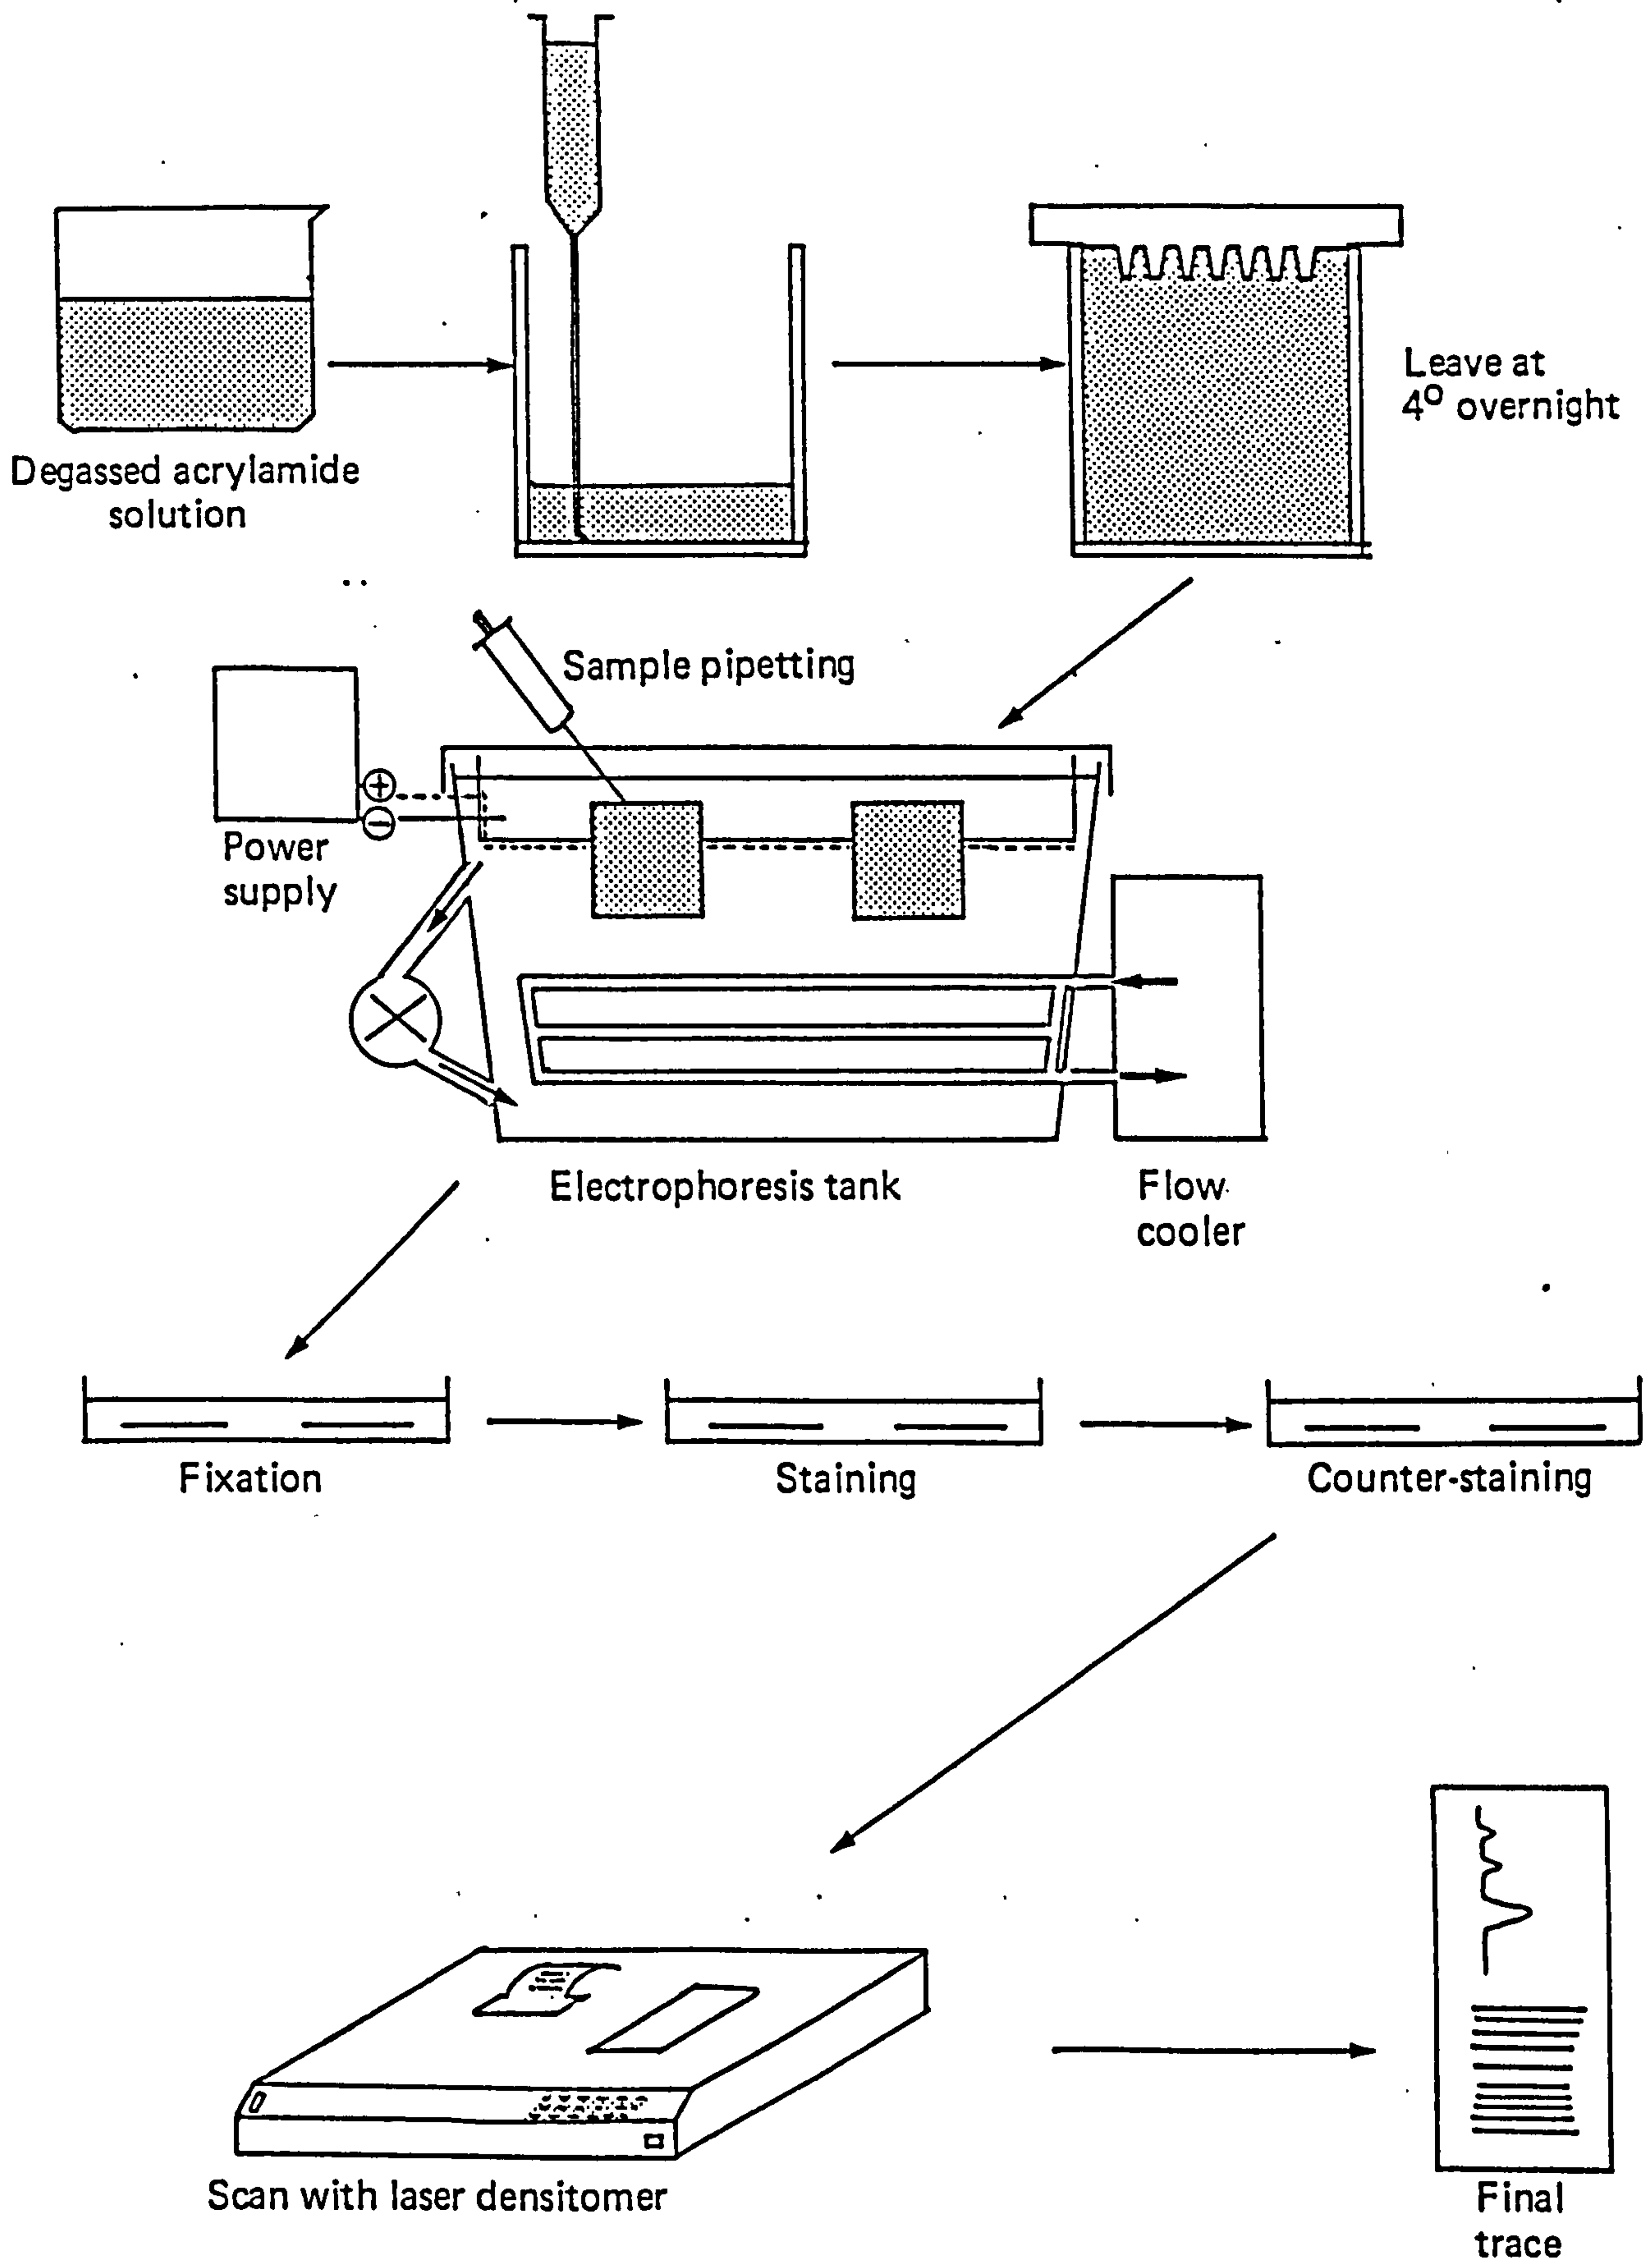 Degassed acrylamide
solution
Leave at
4° overnight
Sample pipetting
+
−
Power
supply
Electrophoresis tank
Flow
cooler
Fixation
Staining
Counter-staining
Scan with laser densitomer
Final
trace